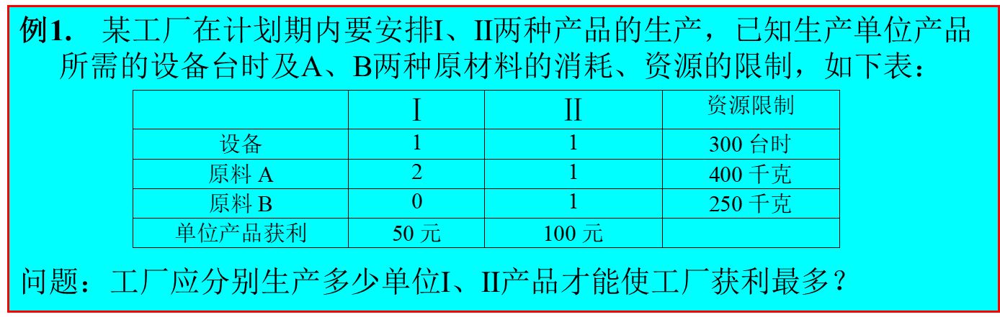 例1. 某工厂在计划期内要安排I、II两种产品的生产，已知生产单位产品
所需的设备台时及A、B两种原材料的消耗、资源的限制，如下表：
I II 资源限制
设备 1 1 300 台时
原料 A 2 1 400 千克
原料 B 0 1 250 千克
单位产品获利 50 元 100 元
问题：工厂应分别生产多少单位I、II产品才能使工厂获利最多？